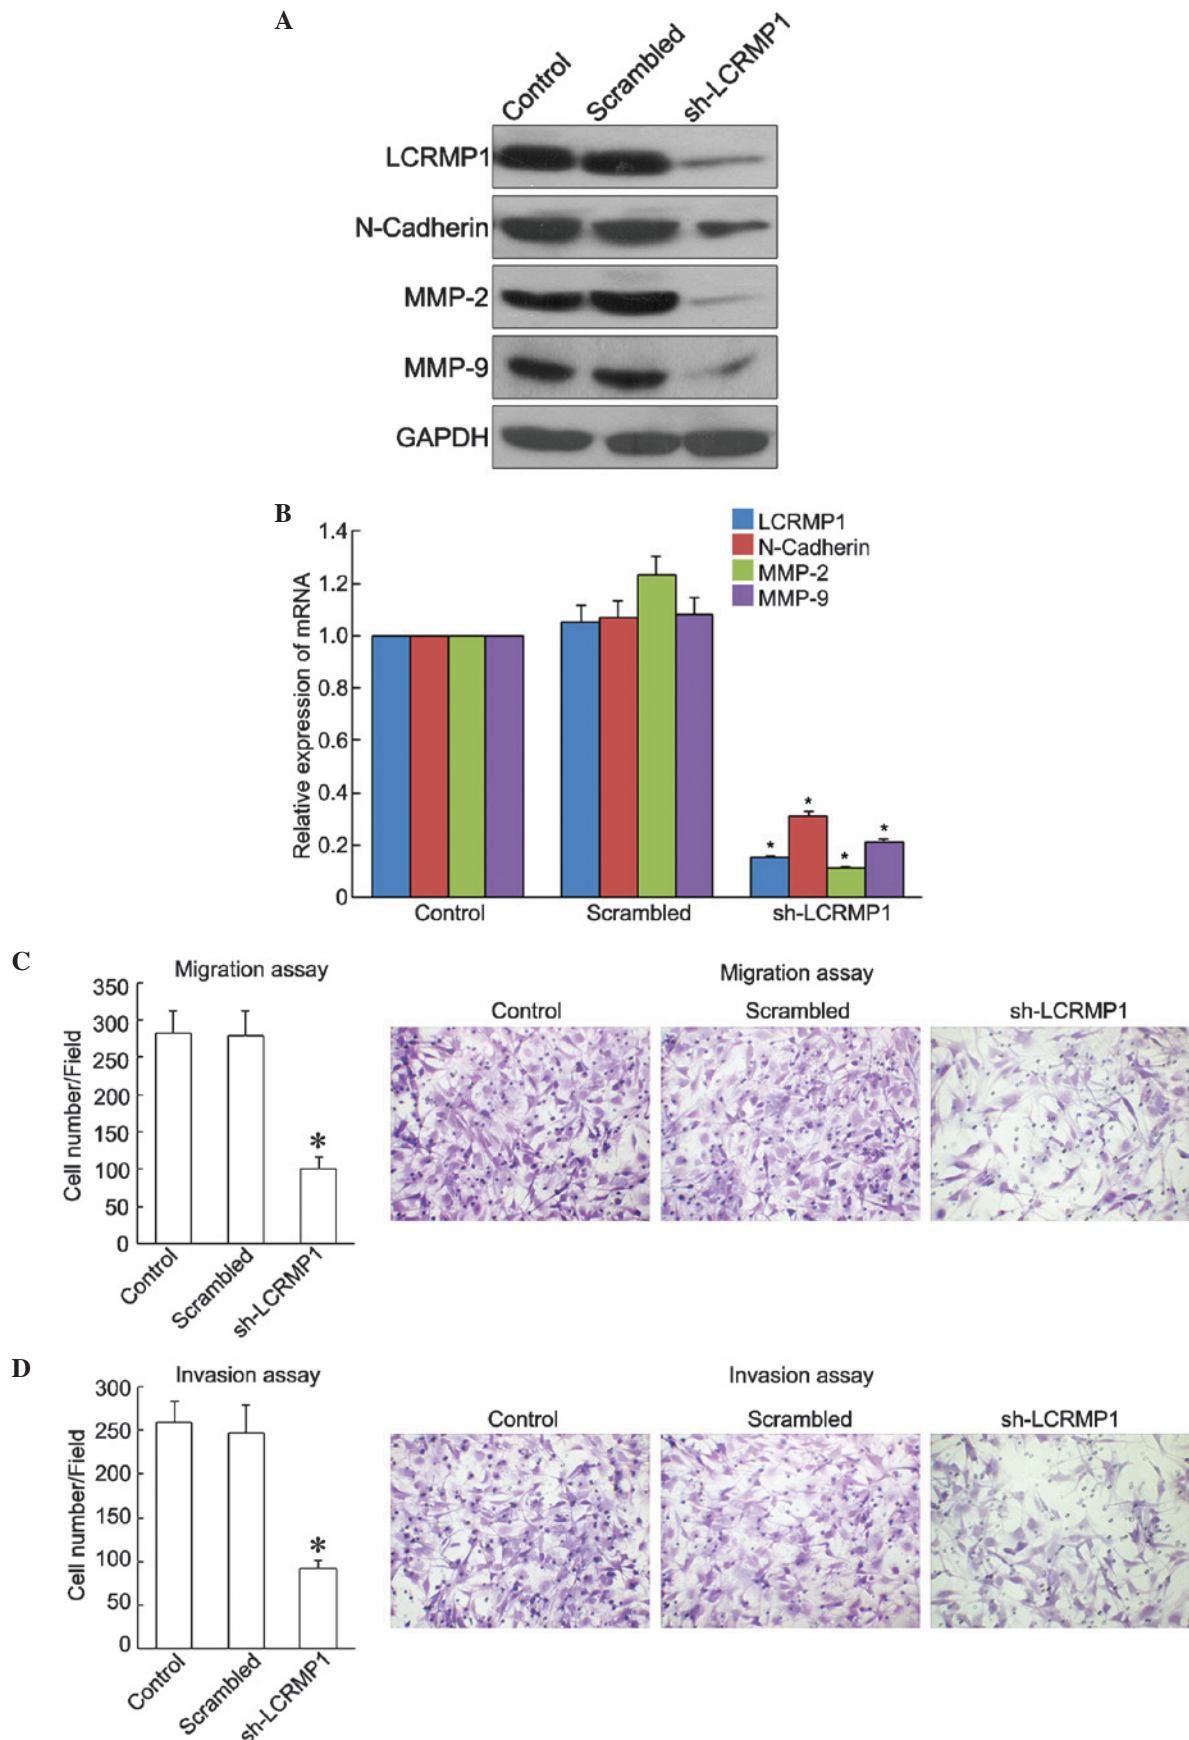 A
Control
Scrambled
sh-LCRMP1
LCRMP1
N-Cadherin
MMP-2
MMP-9
GAPDH
B
Relative expression of mRNA
1.4
1.2
1.0
0.8
0.6
0.4
0.2
0
LCRMP1
N-Cadherin
MMP-2
MMP-9
*
*
*
*
Control
Scrambled
sh-LCRMP1
C
Migration assay
Cell number/Field
350
300
250
200
150
100
50
0
*
Control
Scrambled
sh-LCRMP1
Migration assay
Control
Scrambled
sh-LCRMP1
D
Invasion assay
Cell number/Field
300
250
200
150
100
50
0
*
Control
Scrambled
sh-LCRMP1
Invasion assay
Control
Scrambled
sh-LCRMP1